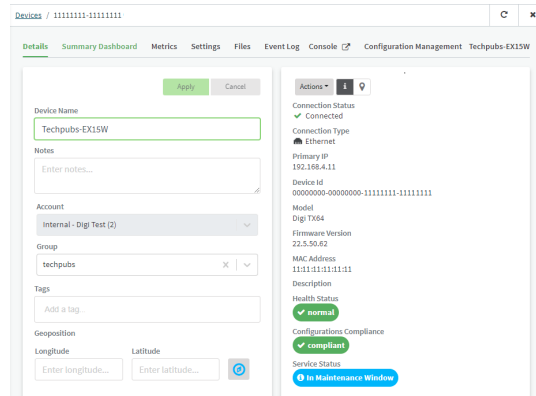 Devices / 11111111-11111111
Details Summary Dashboard Metrics Settings Files Event Log Console Configuration Management Techpubs-EX15W
Apply Cancel
Device Name
Techpubs-EX15W
Notes
Enter notes...
Account
Internal - Digi Test (2)
Group
techpubs
Tags
Add a tag..
Geoposition
Longitude Latitude
Enter longitude... Enter latitude...
Actions
Connection Status
Connected
Connection Type
Ethernet
Primary IP
192.168.4.11
Device Id
00000000-00000000-11111111-11111111
Model
Digi TX64
Firmware Version
22.5.50.62
MAC Address
11:11:11:11:11:11
Description
Health Status
normal
Configurations Compliance
compliant
Service Status
In Maintenance Window